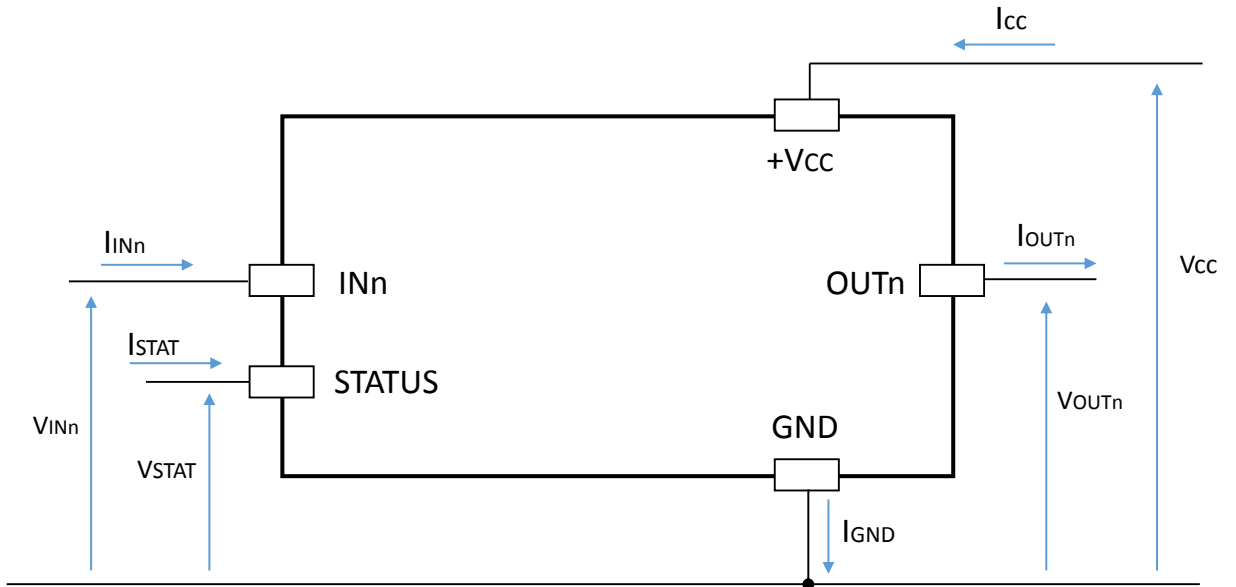 Icc
+Vcc
IINn
IOUTn
Vcc
INn
OUTn
ISTAT
STATUS
VOUTn
VINn
GND
VSTAT
IGND